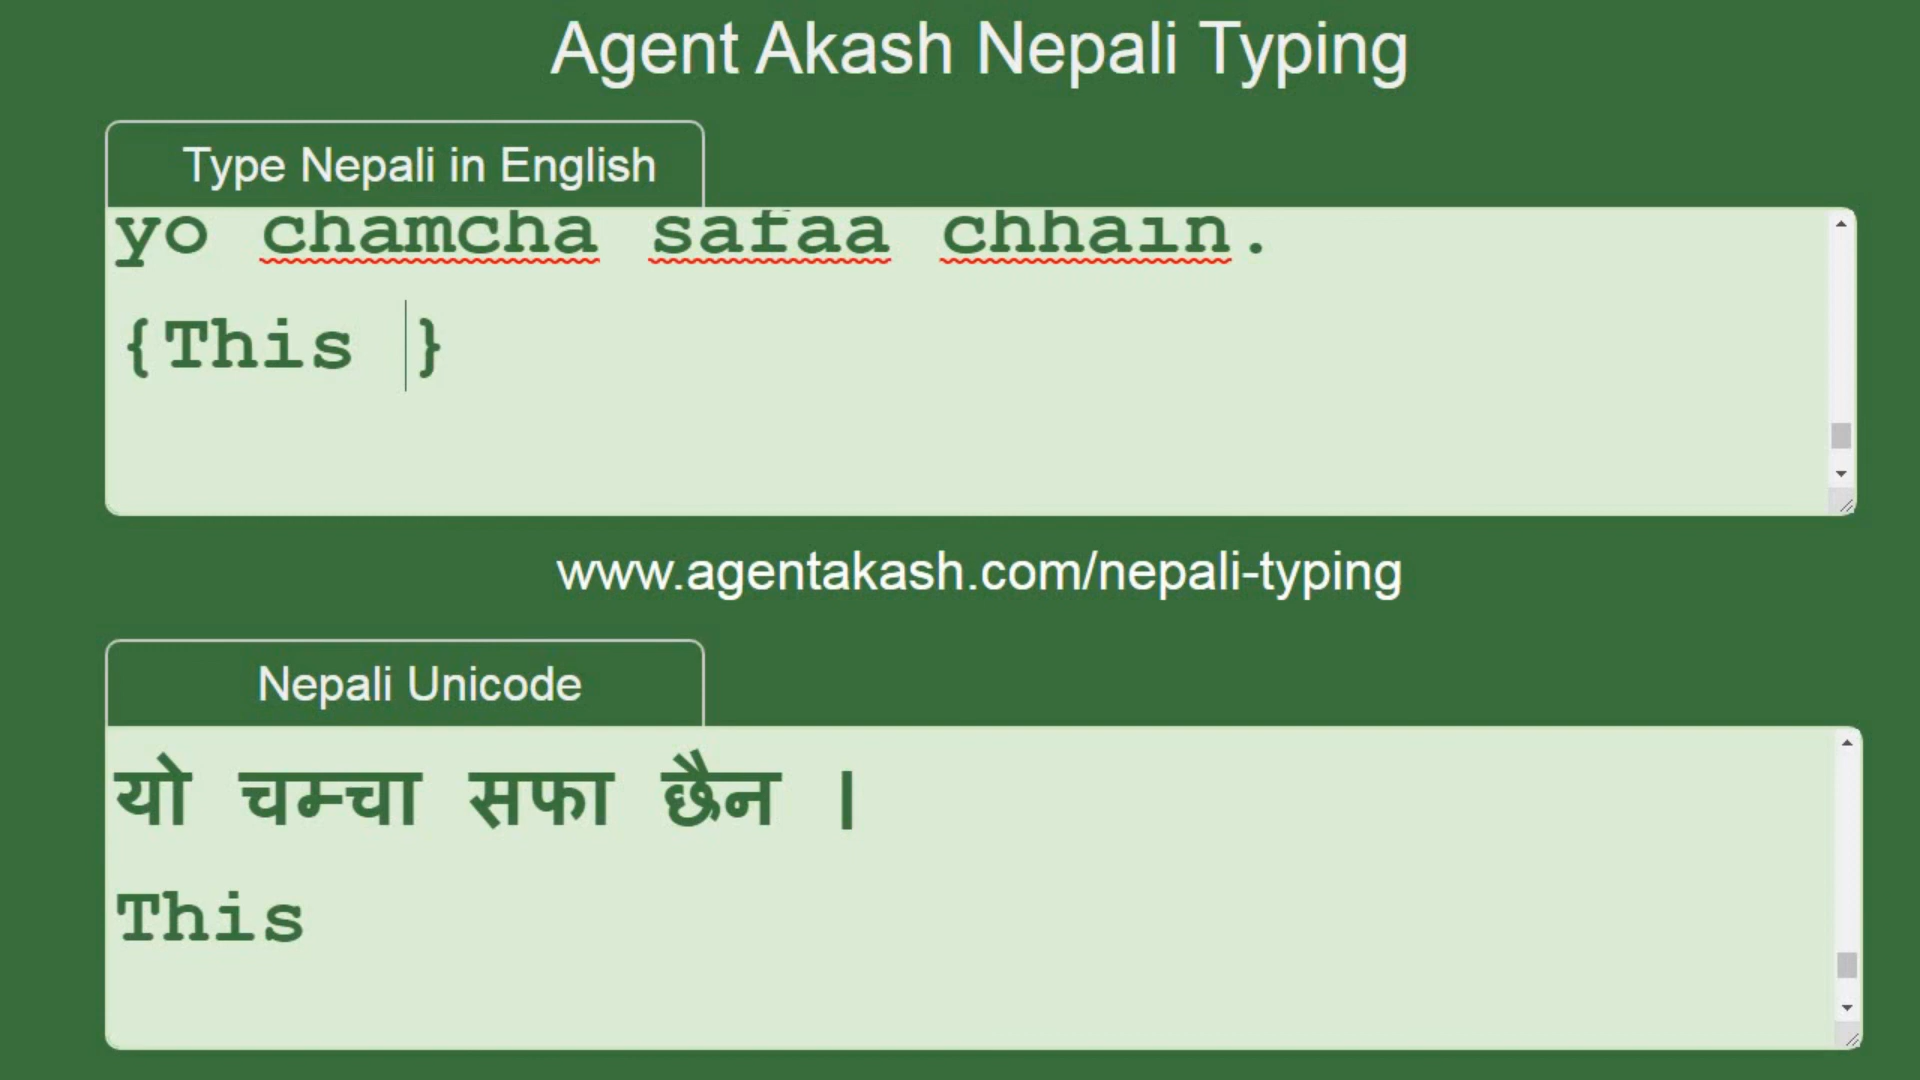 Agent Akash Nepali Typing
Type Nepali in English
yo chamcha safaa chhain.
{This }
www.agentakash.com/nepali-typing
Nepali Unicode
यो चम्चा सफा छैन ।
This